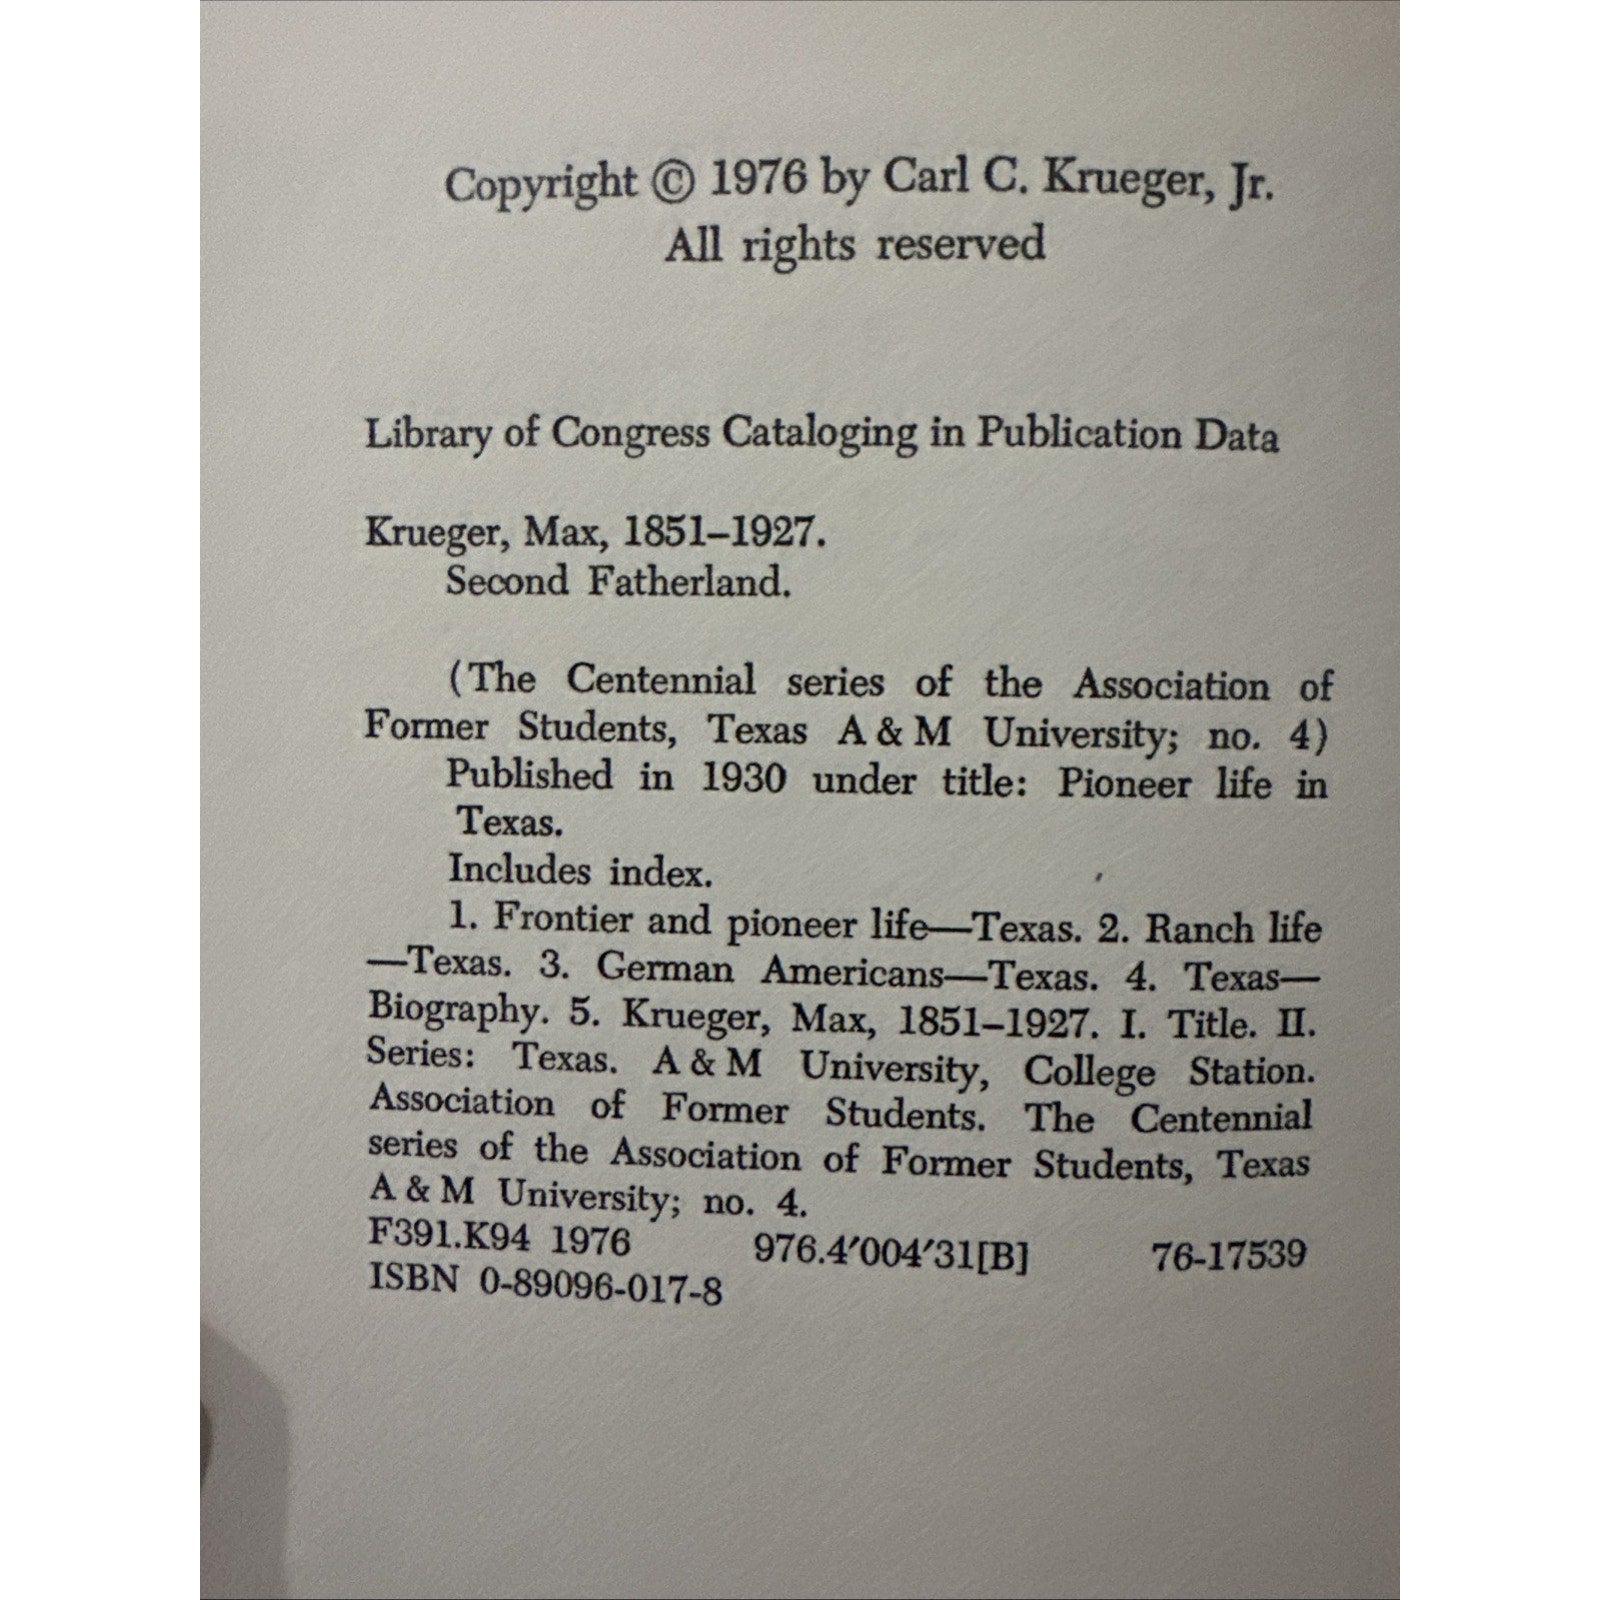 Copyright © 1976 by Carl C. Krueger, Jr.
All rights reserved
Library of Congress Cataloging in Publication Data
Krueger, Max, 1851–1927.
Second Fatherland.
(The Centennial series of the Association of
Former Students, Texas A & M University; no. 4)
Published in 1930 under title: Pioneer life in
Texas.
Includes index.
1. Frontier and pioneer life—Texas. 2. Ranch life
—Texas. 3. German Americans—Texas. 4. Texas—
Biography. 5. Krueger, Max, 1851–1927. I. Title. II.
Series: Texas. A & M University, College Station.
Association of Former Students. The Centennial
series of the Association of Former Students, Texas
A & M University; no. 4.
F391.K94 1976 976.4′004′31[B] 76-17539
ISBN 0-89096-017-8